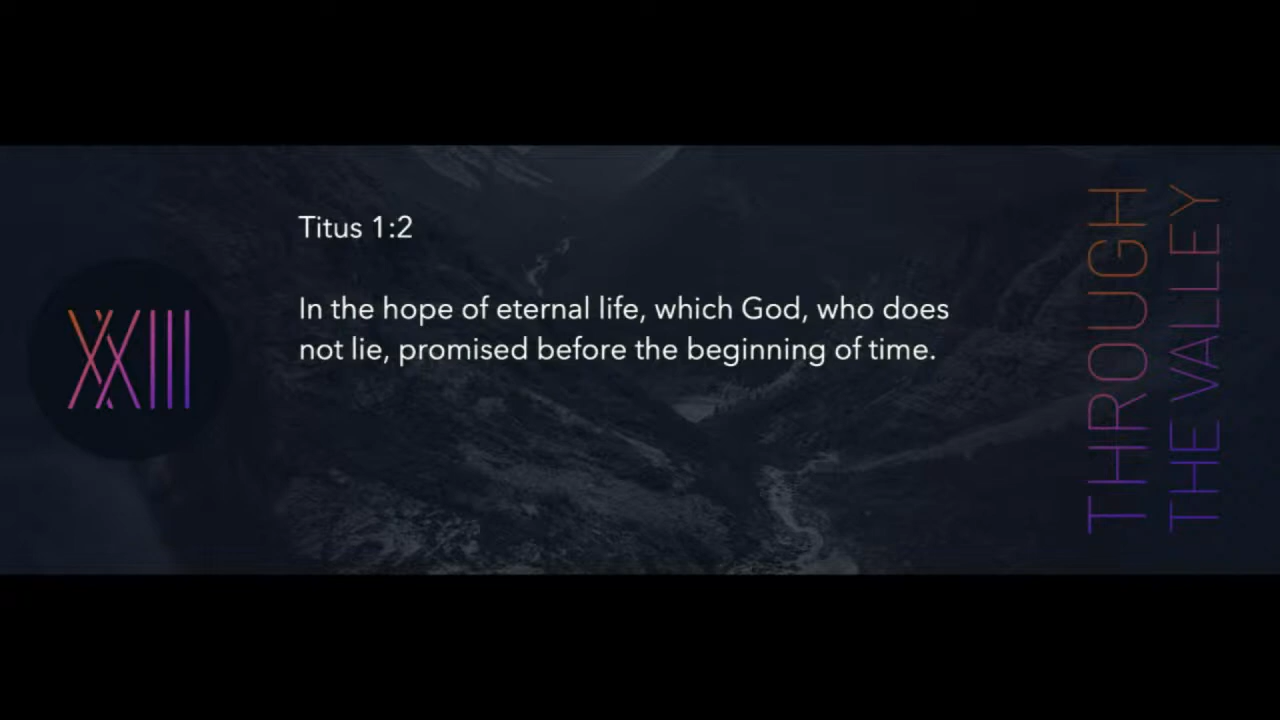 Titus 1:2
In the hope of eternal life, which God, who does
not lie, promised before the beginning of time.
XXIII
THROUGH
THE VALLEY